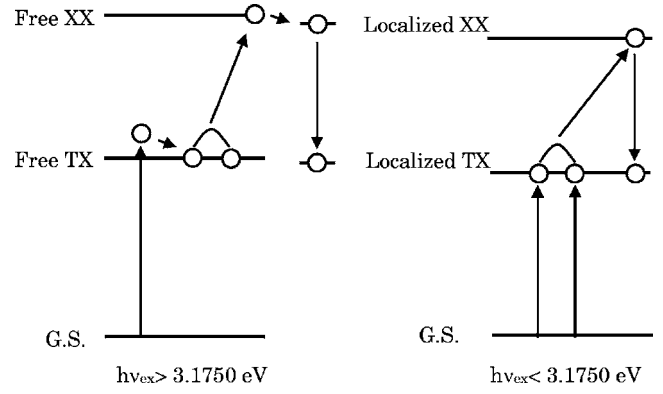 Free XX
Free TX
G.S.
hνex> 3.1750 eV
Localized XX
Localized TX
G.S.
hνex< 3.1750 eV